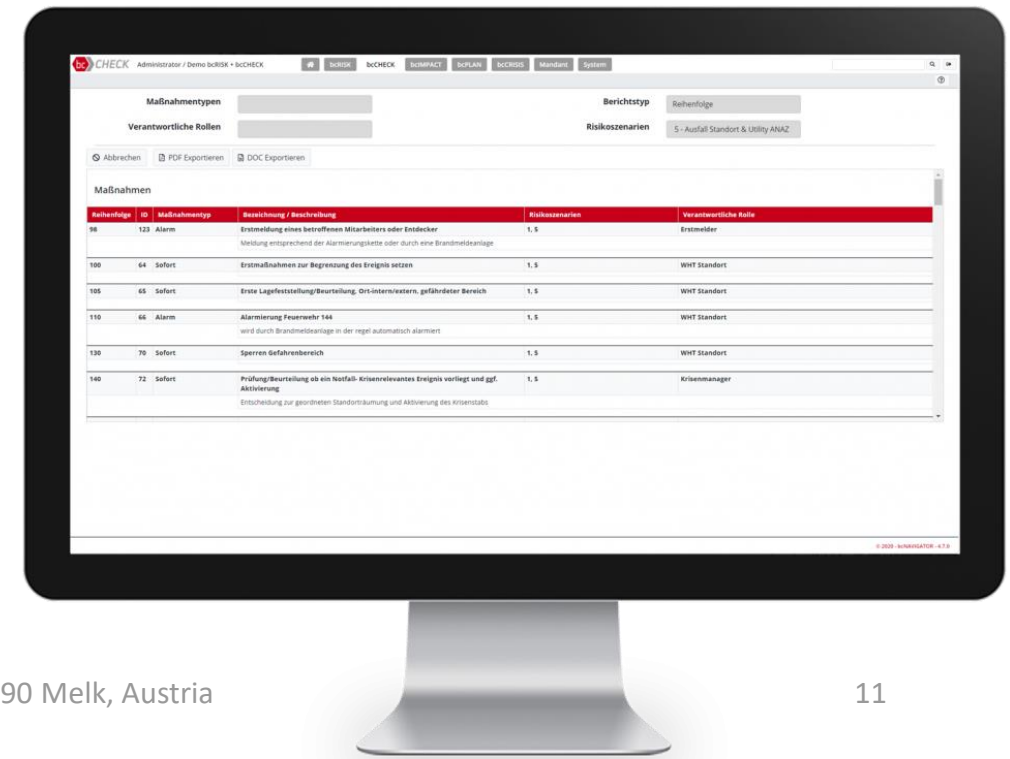 bc CHECK Administrator / Demo bcRISK + bcCHECK bcRISK bcCHECK bcIMPACT bcPLAN bcCRISIS Mandant System
Maßnahmentypen Berichtstyp Reihenfolge
Verantwortliche Rollen Risikoszenarien 5 - Ausfall Standort & Utility ANAZ
Abbrechen PDF Exportieren DOC Exportieren
Maßnahmen
Reihenfolge ID Maßnahmentyp Bezeichnung / Beschreibung Risikoszenarien Verantwortliche Rolle
98 123 Alarm Erstmeldung eines betroffenen Mitarbeiters oder Entdecker 1, 5 Erstmelder
Meldung entsprechend der Alarmierungskette oder durch eine Brandmeldeanlage
100 64 Sofort Erstmaßnahmen zur Begrenzung des Ereignis setzen 1, 5 WHT Standort
105 65 Sofort Erste Lagefeststellung/Beurteilung, Ort-intern/extern, gefährdeter Bereich 1, 5 WHT Standort
110 66 Alarm Alarmierung Feuerwehr 144 1, 5 WHT Standort
wird durch Brandmeldeanlage in der regel automatisch alarmiert
130 70 Sofort Sperren Gefahrenbereich 1, 5 WHT Standort
140 72 Sofort Prüfung/Beurteilung ob ein Notfall- Krisenrelevantes Ereignis vorliegt und ggf. 1, 5 Krisenmanager
Aktivierung
Entscheidung zur geordneten Standorträumung und Aktivierung des Krisenstabs
© 2020 - bcNAVIGATOR - 4.7.0
90 Melk, Austria 11